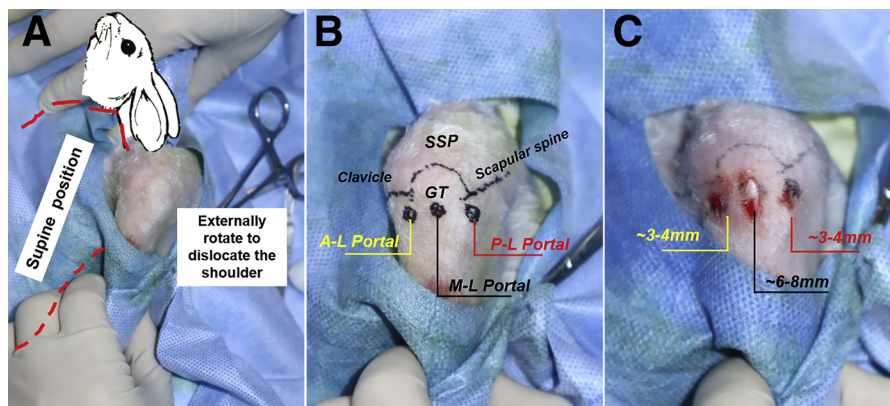 A
Supine position
Externally
rotate to
dislocate the
shoulder
B
SSP
Clavicle
Scapular spine
GT
A-L Portal
P-L Portal
M-L Portal
C
~3-4mm
~3-4mm
~6-8mm